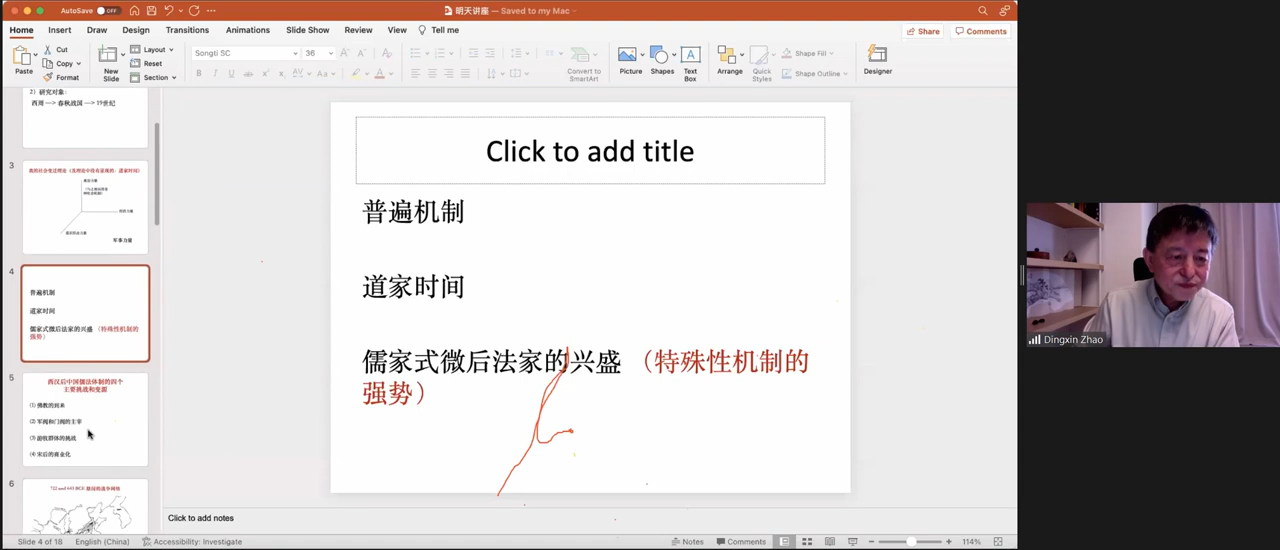 AutoSave OFF
明天讲座 — Saved to my Mac
Home Insert Draw Design Transitions Animations Slide Show Review View Tell me
Share Comments
Paste
Cut
Copy
Format
New Slide
Layout
Reset
Section
Songti SC 36
Convert to SmartArt
Picture
Shapes
Text Box
Arrange
Quick Styles
Shape Fill
Shape Outline
Designer
2）研究对象：
西周 —> 春秋战国 —> 19世纪
3
军事力量
4
普遍机制
道家时间
儒家式微后法家的兴盛 （特殊性机制的
强势）
5
西汉后中国儒法体制的四个
主要挑战和变源
(1) 佛教的到来
(2) 军阀和门阀的主宰
(3) 游牧群体的挑战
(4) 宋后的商业化
6
Click to add title
普遍机制
道家时间
儒家式微后法家的兴盛 （特殊性机制的
强势）
Click to add notes
Dingxin Zhao
Slide 4 of 18 English (China) Accessibility: Investigate Notes Comments 114%